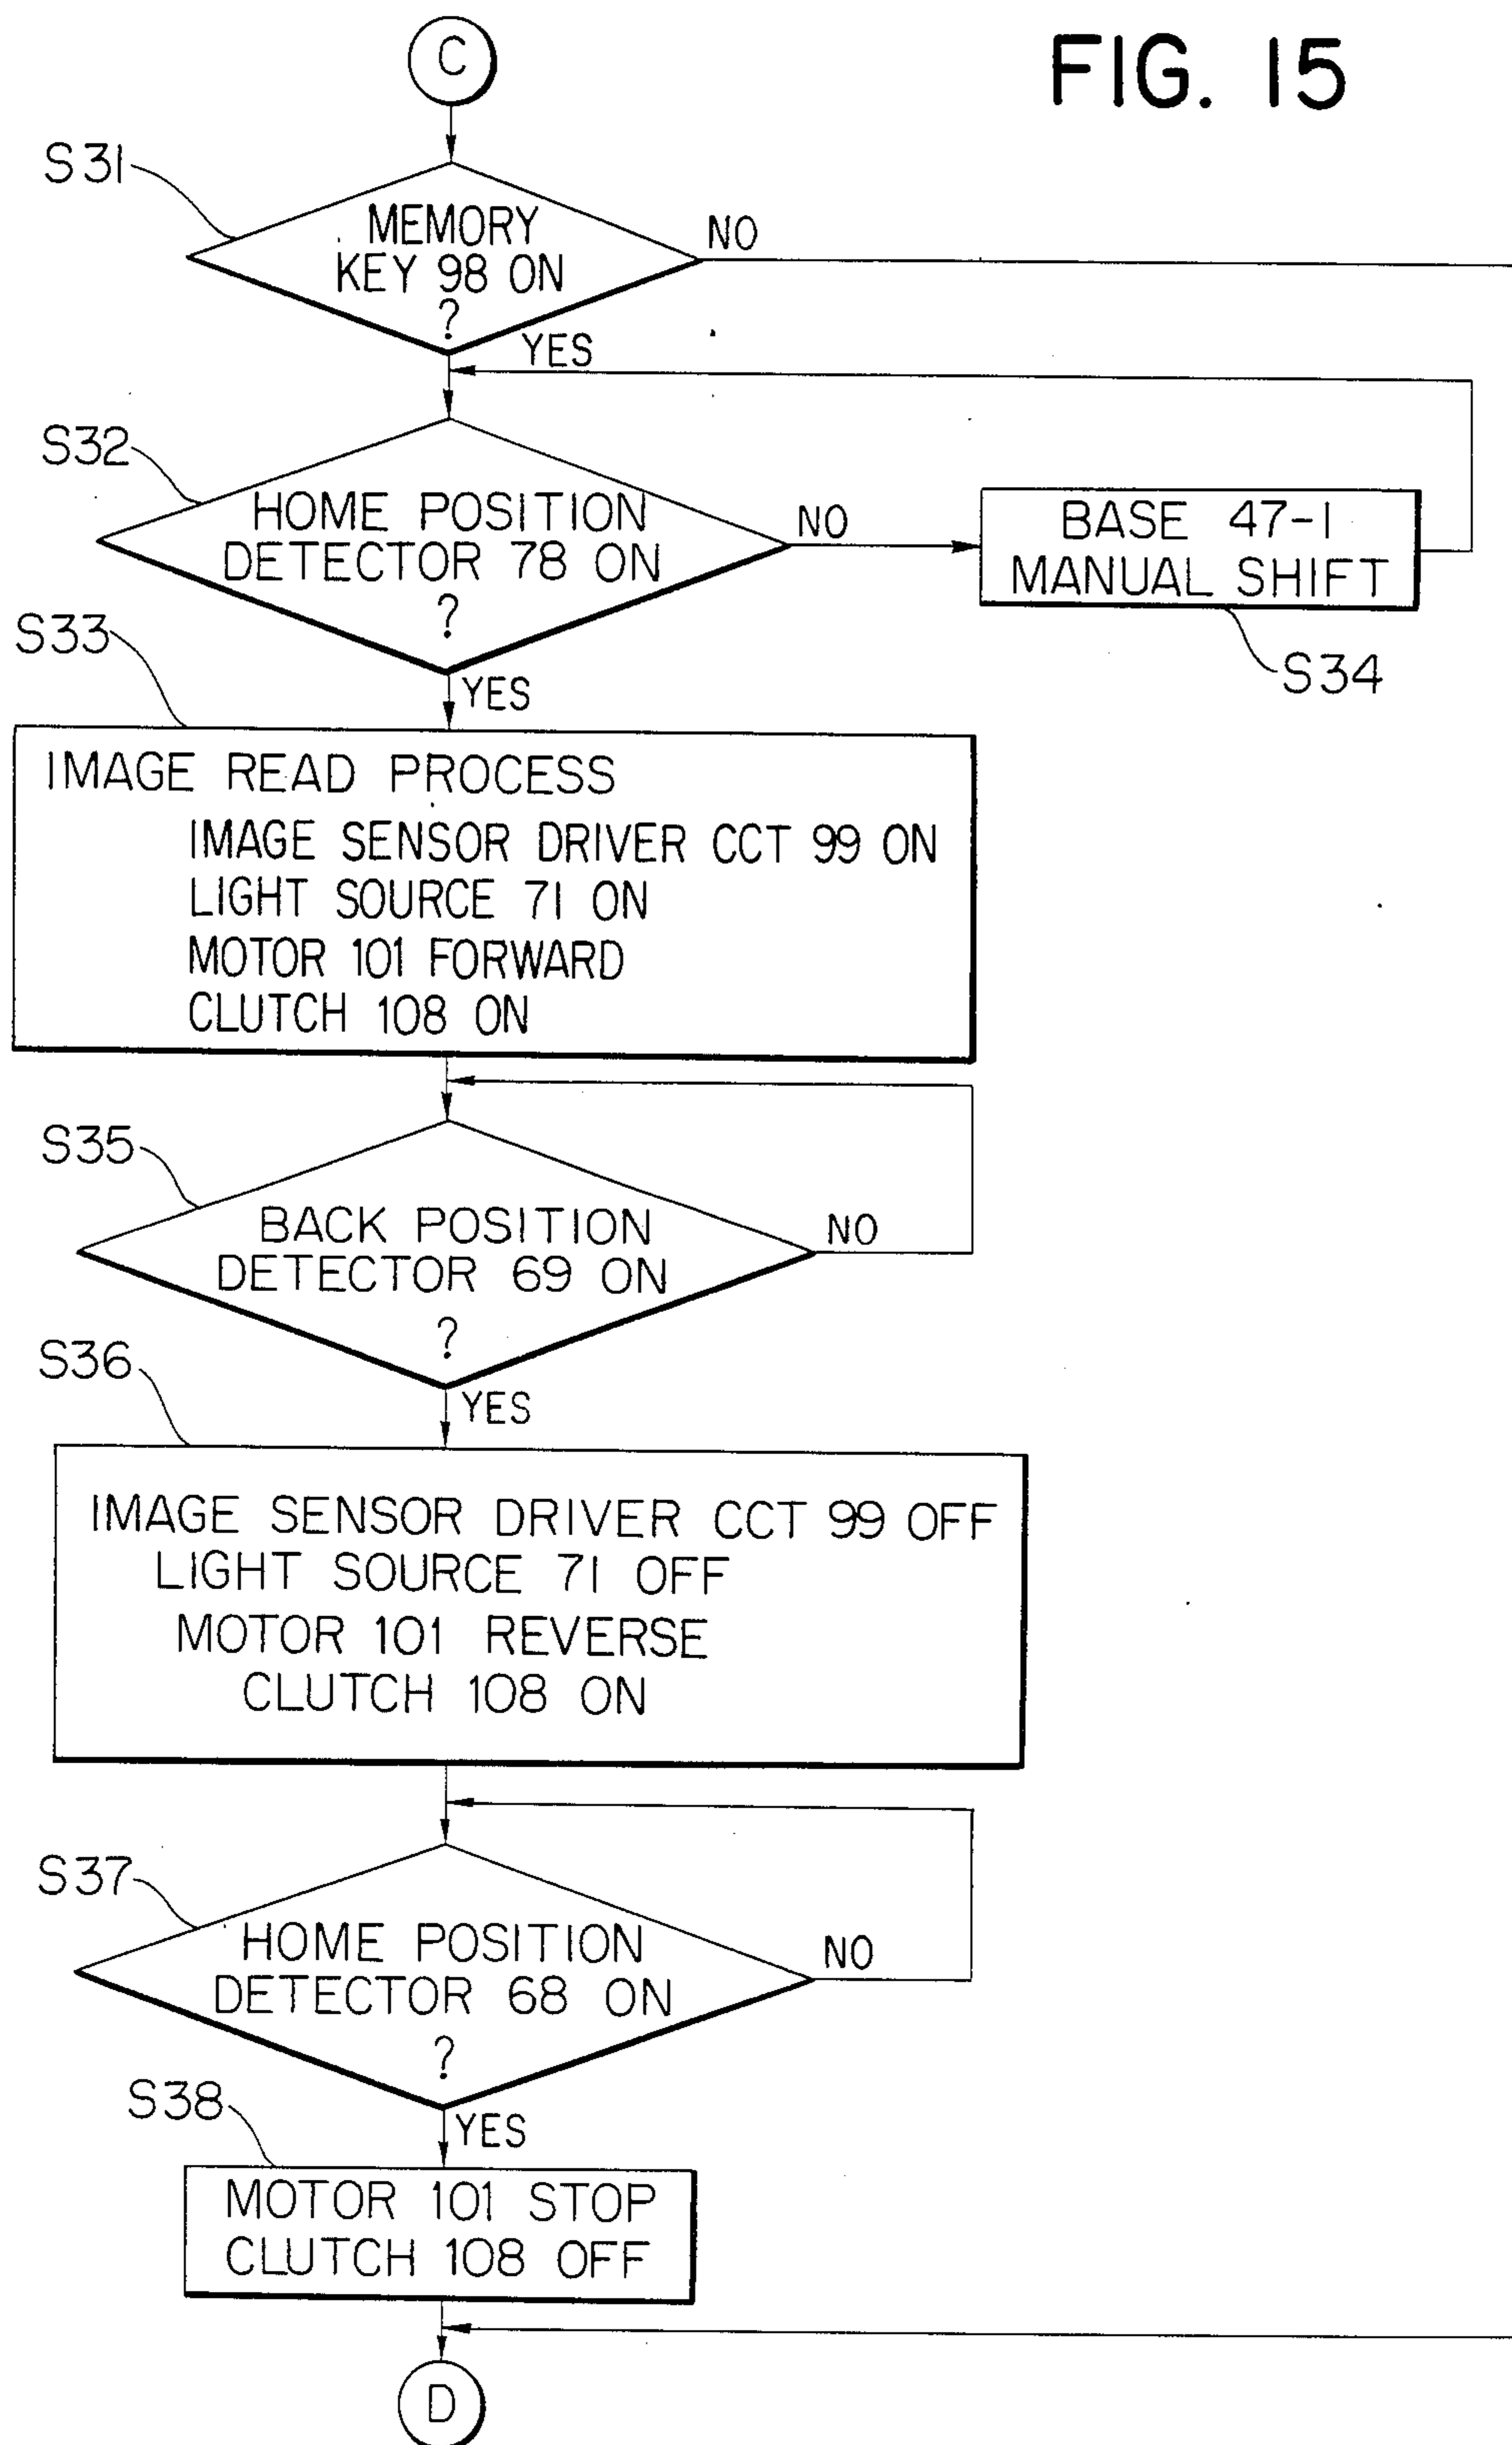 FIG. 15
C
S31
MEMORY
KEY 98 ON
?
NO
YES
S32
HOME POSITION
DETECTOR 78 ON
?
NO
BASE 47-1
MANUAL SHIFT
S34
YES
S33
IMAGE READ PROCESS
IMAGE SENSOR DRIVER CCT 99 ON
LIGHT SOURCE 71 ON
MOTOR 101 FORWARD
CLUTCH 108 ON
S35
BACK POSITION
DETECTOR 69 ON
?
NO
YES
S36
IMAGE SENSOR DRIVER CCT 99 OFF
LIGHT SOURCE 71 OFF
MOTOR 101 REVERSE
CLUTCH 108 ON
S37
HOME POSITION
DETECTOR 68 ON
?
NO
YES
S38
MOTOR 101 STOP
CLUTCH 108 OFF
D